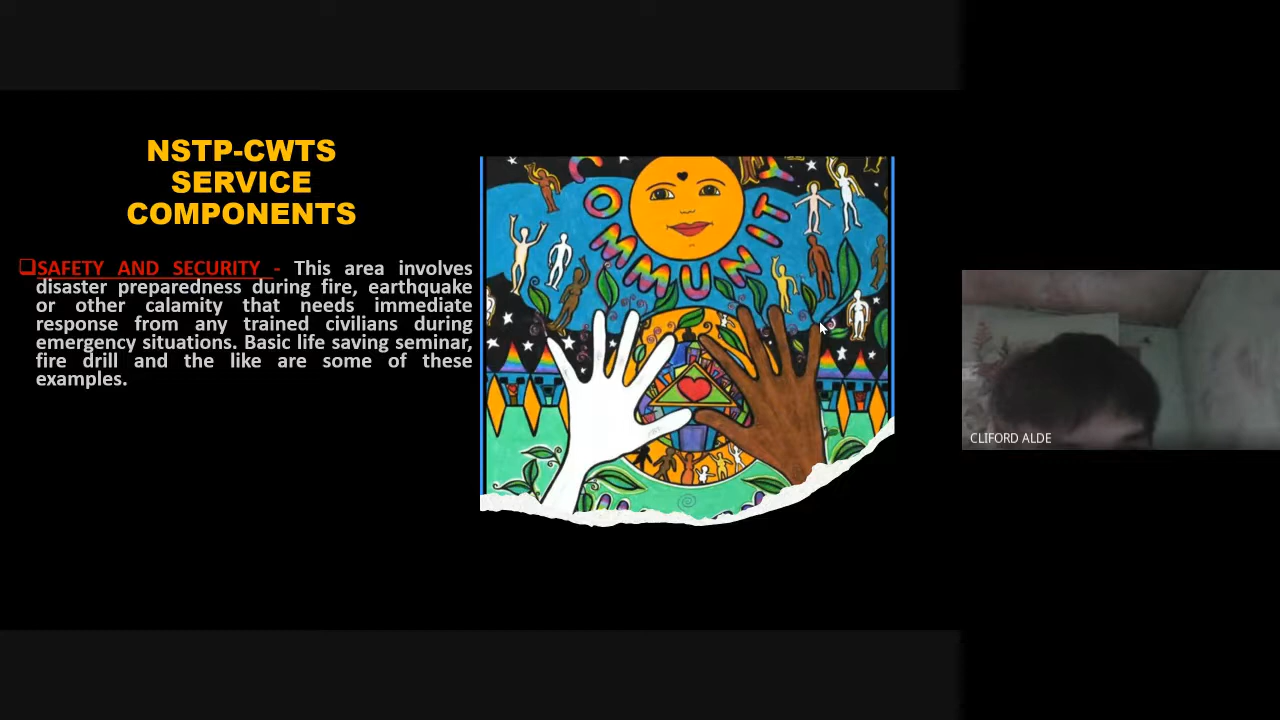 NSTP-CWTS
SERVICE
COMPONENTS
❑SAFETY AND SECURITY - This area involves
disaster preparedness during fire, earthquake
or other calamity that needs immediate
response from any trained civilians during
emergency situations. Basic life saving seminar,
fire drill and the like are some of these
examples.
COMMUNITY
CLIFORD ALDE